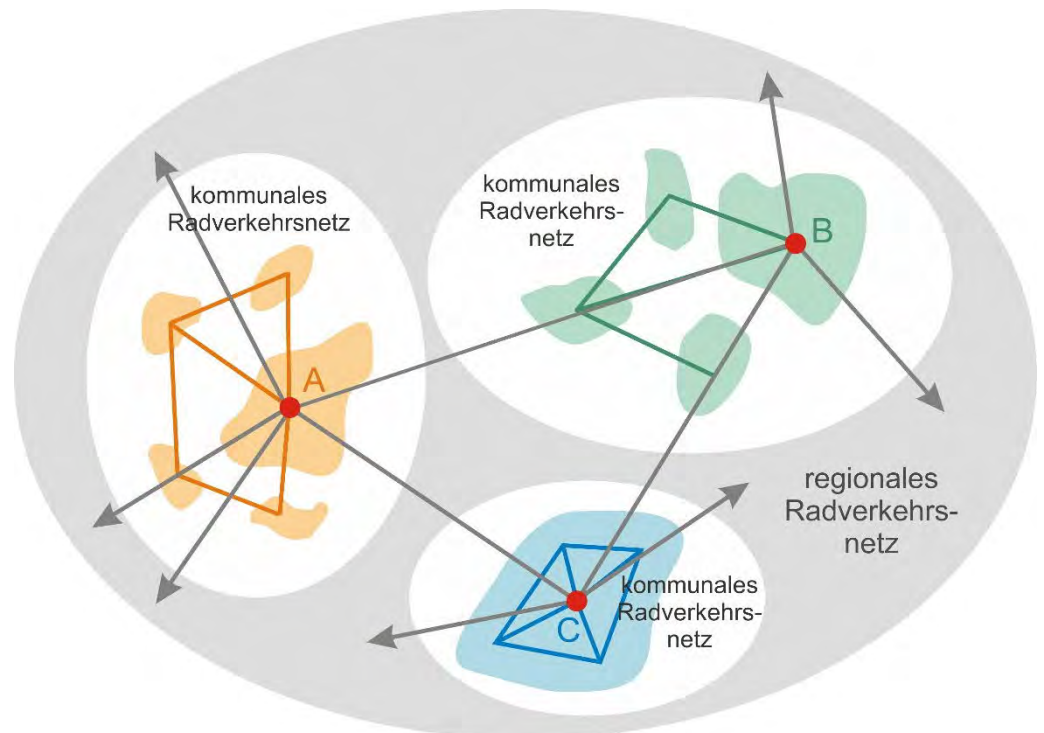 kommunales
Radverkehrsnetz
A
kommunales
Radverkehrs-
netz
B
regionales
Radverkehrs-
netz
kommunales
Radverkehrs-
netz
C